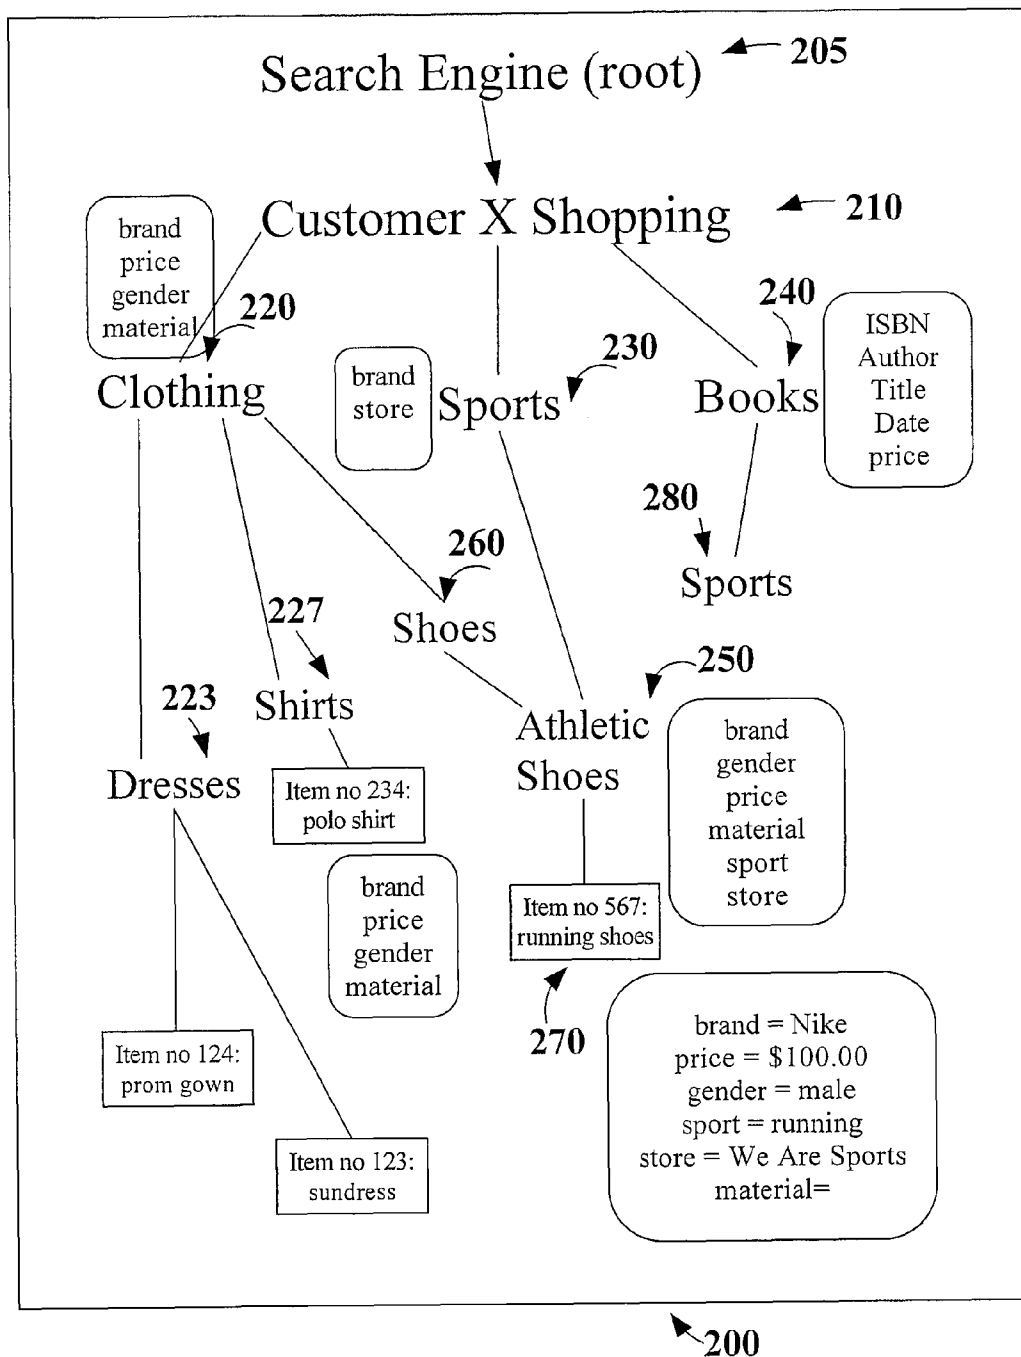 205
Search Engine (root)
Customer X Shopping
210
brand
price
gender
material
220
240
ISBN
Author
Title
Date
price
230
brand
store
Clothing
Sports
Books
280
260
Sports
227
Shoes
250
223
Shirts
Athletic
Shoes
brand
gender
price
material
sport
store
Dresses
Item no 234:
polo shirt
brand
price
gender
material
Item no 567:
running shoes
270
brand = Nike
price = $100.00
gender = male
sport = running
store = We Are Sports
material=
Item no 124:
prom gown
Item no 123:
sundress
200